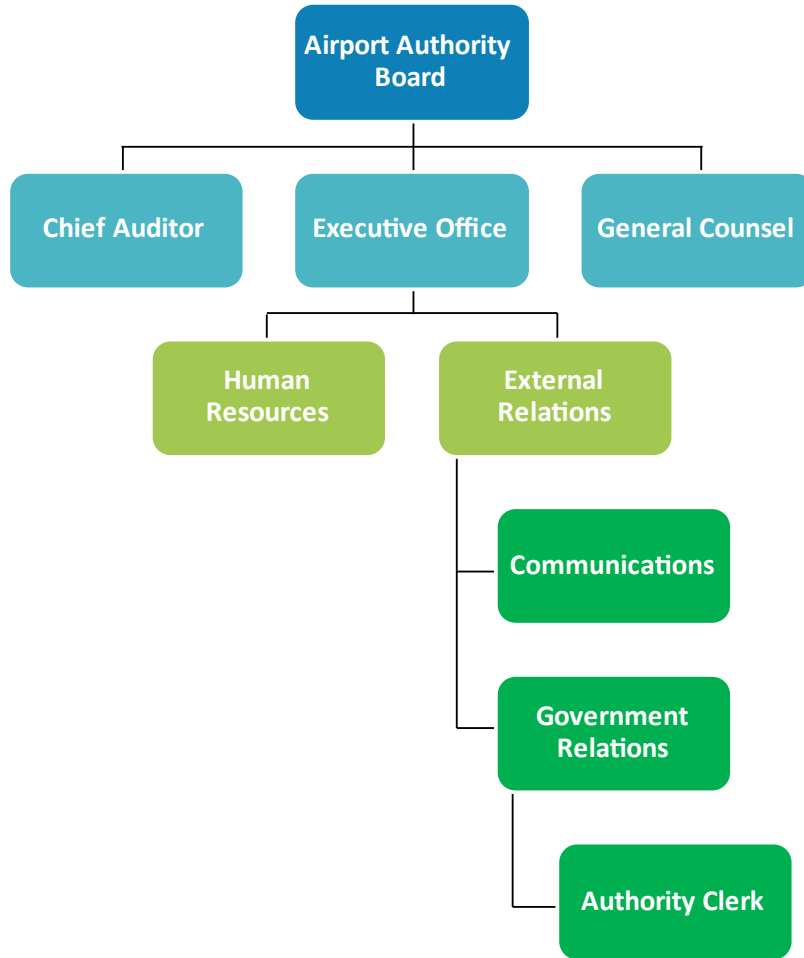 Airport Authority
Board
Chief Auditor
Executive Office
General Counsel
Human
Resources
External
Relations
Communications
Government
Relations
Authority Clerk